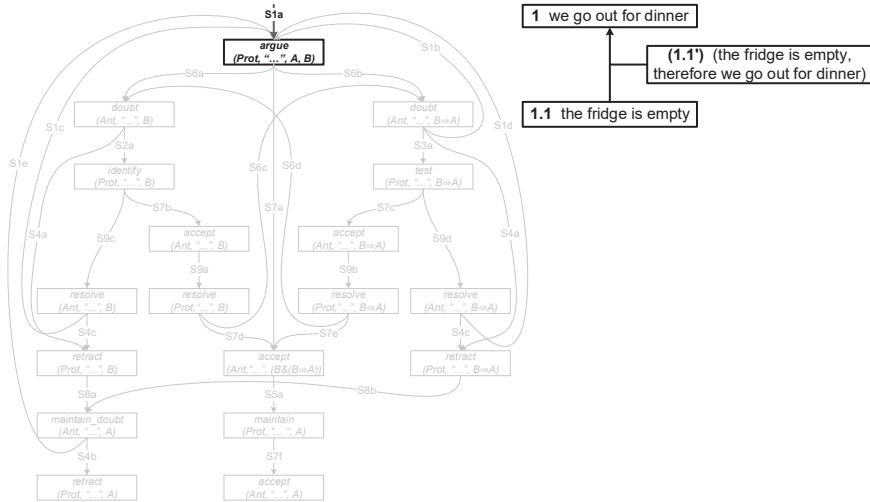 S1a
argue
(Prot, “...”, A, B)
1 we go out for dinner
(1.1') (the fridge is empty,
therefore we go out for dinner)
1.1 the fridge is empty
S1b
S6a
S6b
doubt
(Ant, “...”, B)
doubt
(Ant, “...”, B⇒A)
S1c
S1d
S1e
S2a
S6c
S6d
S3a
identify
(Prot, “...”, B)
test
(Prot, “...”, B⇒A)
S7b
S7a
S7c
S4a
S9c
accept
(Ant, “...”, B)
accept
(Ant, “...”, B⇒A)
S9d
S4a
S9a
S9b
resolve
(Ant, “...”, B)
resolve
(Prot,“...”, B)
resolve
(Prot,“...”, B⇒A)
resolve
(Ant, “...”, B⇒A)
S4c
S7d
S7e
S4c
retract
(Prot, “...”, B)
accept
(Ant,“...”, (B&(B⇒A))
retract
(Prot, “...”, B⇒A)
S8a
S5a
S8b
maintain_doubt
(Ant, “...”, A)
maintain
(Prot, “... ”, A)
S4b
S7f
retract
(Prot, “...”, A)
accept
(Ant, “...”, A)